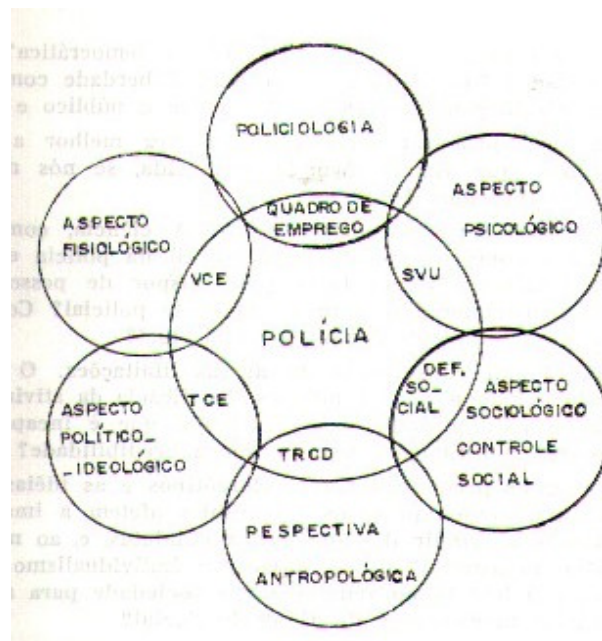 POLICIOLOGIA
QUADRO DE
EMPREGO
ASPECTO
FISIOLÓGICO
ASPECTO
PSICOLÓGICO
VCE
SVU
POLÍCIA
TCE
DEF.
SO-
CIAL
ASPECTO
POLÍTICO_
_IDEOLÓGICO
ASPECTO
SOCIOLÓGICO
CONTROLE
SOCIAL
TRCD
PESPECTIVA
ANTROPOLÓGICA